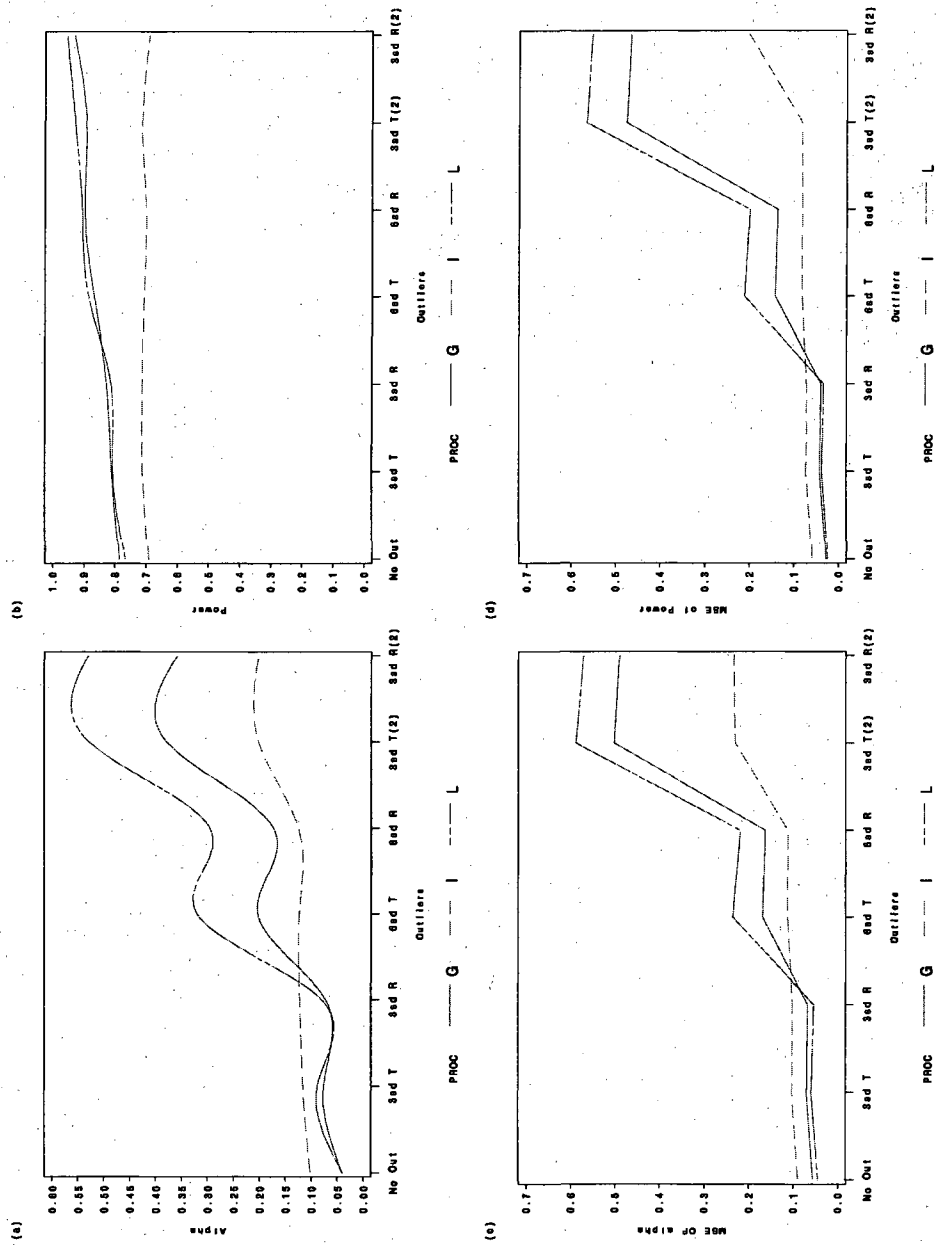 (a)
Alpha
0.60
0.55
0.50
0.45
0.40
0.35
0.30
0.25
0.20
0.15
0.10
0.05
0.00
No Out 3sd T 3sd R 6sd T 6sd R 3sd T(2) 3sd R(2)
Outliers
PROC G I L
(b)
Power
1.0
0.9
0.8
0.7
0.6
0.5
0.4
0.3
0.2
0.1
0.0
No Out 3sd T 3sd R 6sd T 6sd R 3sd T(2) 3sd R(2)
Outliers
PROC G I L
(c)
MSE OF alpha
0.7
0.6
0.5
0.4
0.3
0.2
0.1
0.0
No Out 3sd T 3sd R 6sd T 6sd R 3sd T(2) 3sd R(2)
Outliers
PROC G I L
(d)
MSE of Power
0.7
0.6
0.5
0.4
0.3
0.2
0.1
0.0
No Out 3sd T 3sd R 6sd T 6sd R 3sd T(2) 3sd R(2)
Outliers
PROC G I L